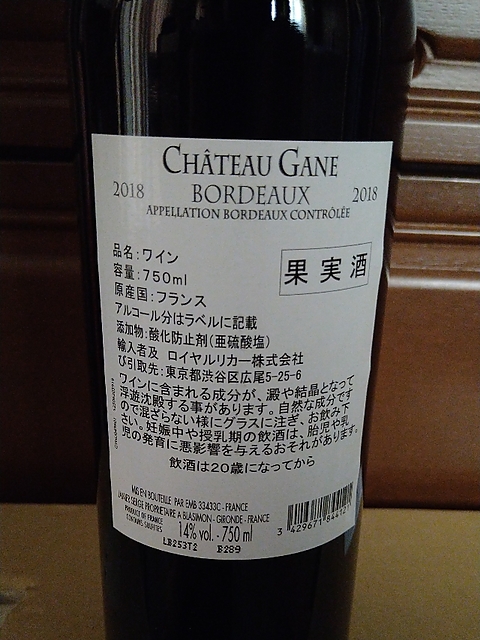 CHÂTEAU GANE
2018 BORDEAUX 2018
APPELLATION BORDEAUX CONTRÔLÉE
品名:ワイン
容量:750ml
果実酒
原産国:フランス
アルコール分はラベルに記載
添加物:酸化防止剤(亜硫酸塩)
輸入者及 ロイヤルリカー株式会社
び引取先:東京都渋谷区広尾5-25-6
ワインに含まれる成分が、澱や結晶となって
浮遊沈殿する事があります。自然な成分です
ので混ざらない様にグラスに注ぎ、お飲み下
さい。妊娠中や授乳期の飲酒は、胎児や乳
児の発育に悪影響を与えるおそれがあります。
飲酒は20歳になってから
MIS EN BOUTEILLE PAR EMB 33433C - FRANCE
SERGE PROPRIETAIRE A BLASIMON - GIRONDE - FRANCE
PRODUCT OF FRANCE
CONTAINS SULFITES
14% vol. - 750 ml
LB253T2 B289